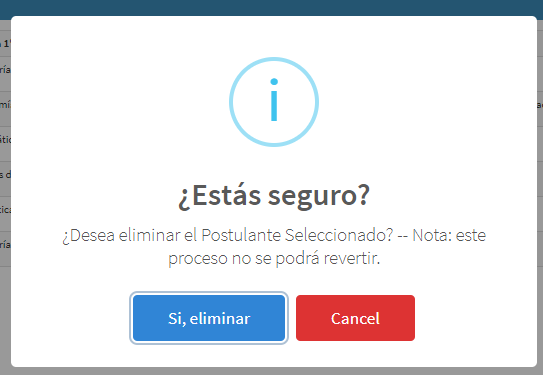 ¿Estás seguro?
¿Desea eliminar el Postulante Seleccionado? -- Nota: este
proceso no se podrá revertir.
Si, eliminar
Cancel